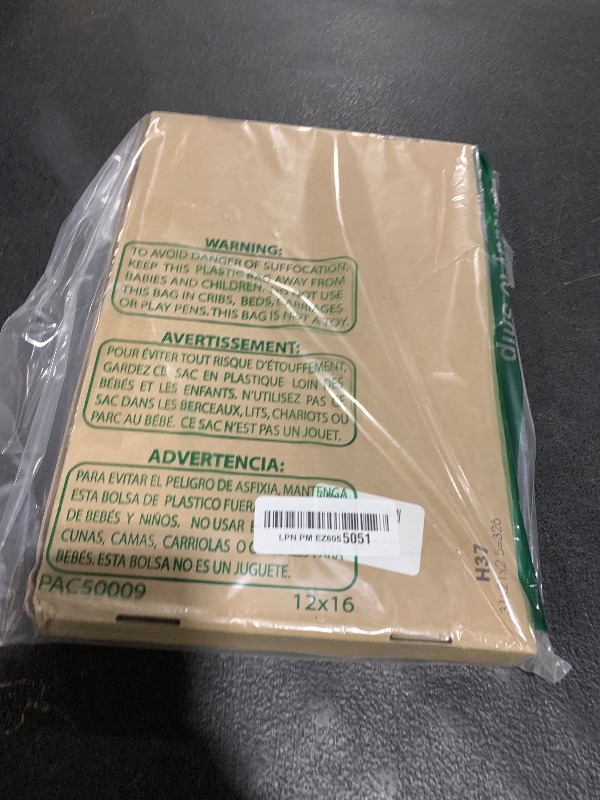 WARNING:
TO AVOID DANGER OF SUFFOCATION,
KEEP THIS PLASTIC BAG AWAY FROM
BABIES AND CHILDREN. DO NOT USE
THIS BAG IN CRIBS, BEDS, CARRIAGES
OR PLAY PENS. THIS BAG IS NOT A TOY.
AVERTISSEMENT:
POUR ÉVITER TOUT RISQUE D'ÉTOUFFEMENT,
GARDEZ CE SAC EN PLASTIQUE LOIN DES
BÉBÉS ET LES ENFANTS. N'UTILISEZ PAS CE
SAC DANS LES BERCEAUX, LITS, CHARIOTS OU
PARC AU BÉBÉ. CE SAC N'EST PAS UN JOUET.
ADVERTENCIA:
PARA EVITAR EL PELIGRO DE ASFIXIA, MANTENGA
ESTA BOLSA DE PLASTICO FUERA
DE BEBÉS Y NIÑOS. NO USAR
CUNAS, CAMAS, CARRIOLAS O PARA
BEBÉS. ESTA BOLSA NO ES UN JUGUETE.
LPN PM EZ6055051
PAC50009
12x16
H37